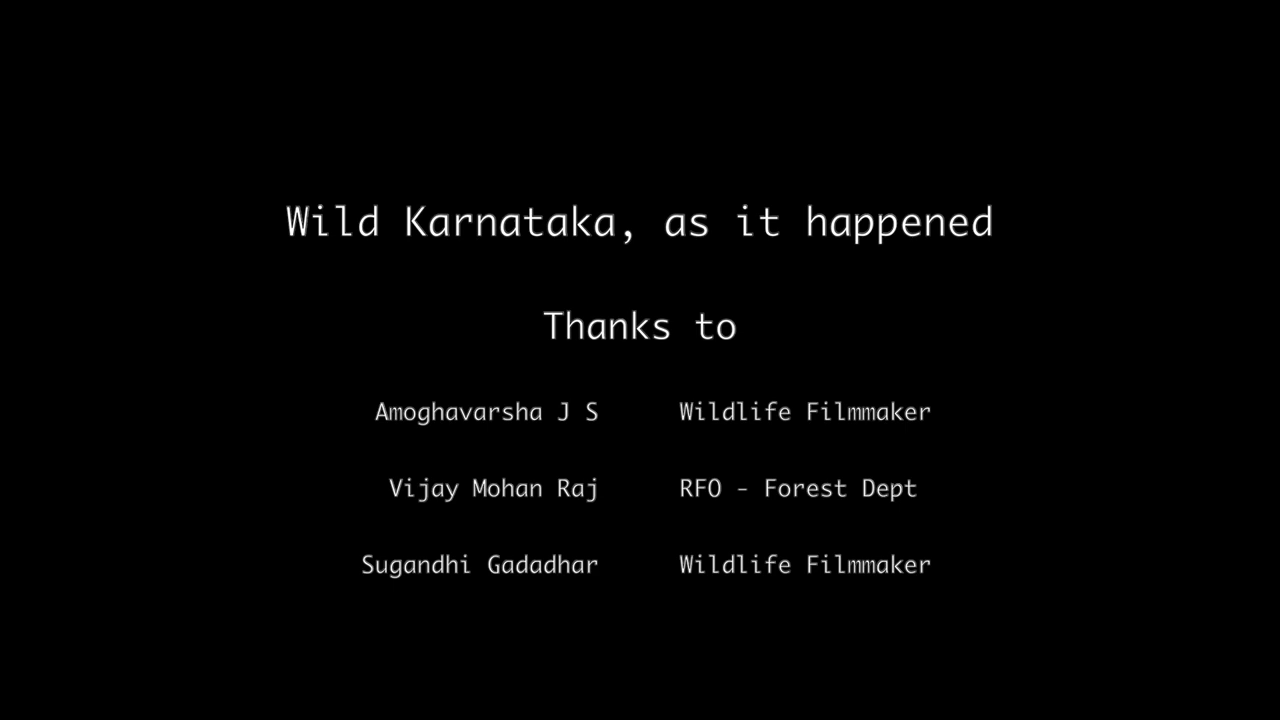 Wild Karnataka, as it happened
Thanks to
Amoghavarsha J S Wildlife Filmmaker
Vijay Mohan Raj RFO - Forest Dept
Sugandhi Gadadhar Wildlife Filmmaker